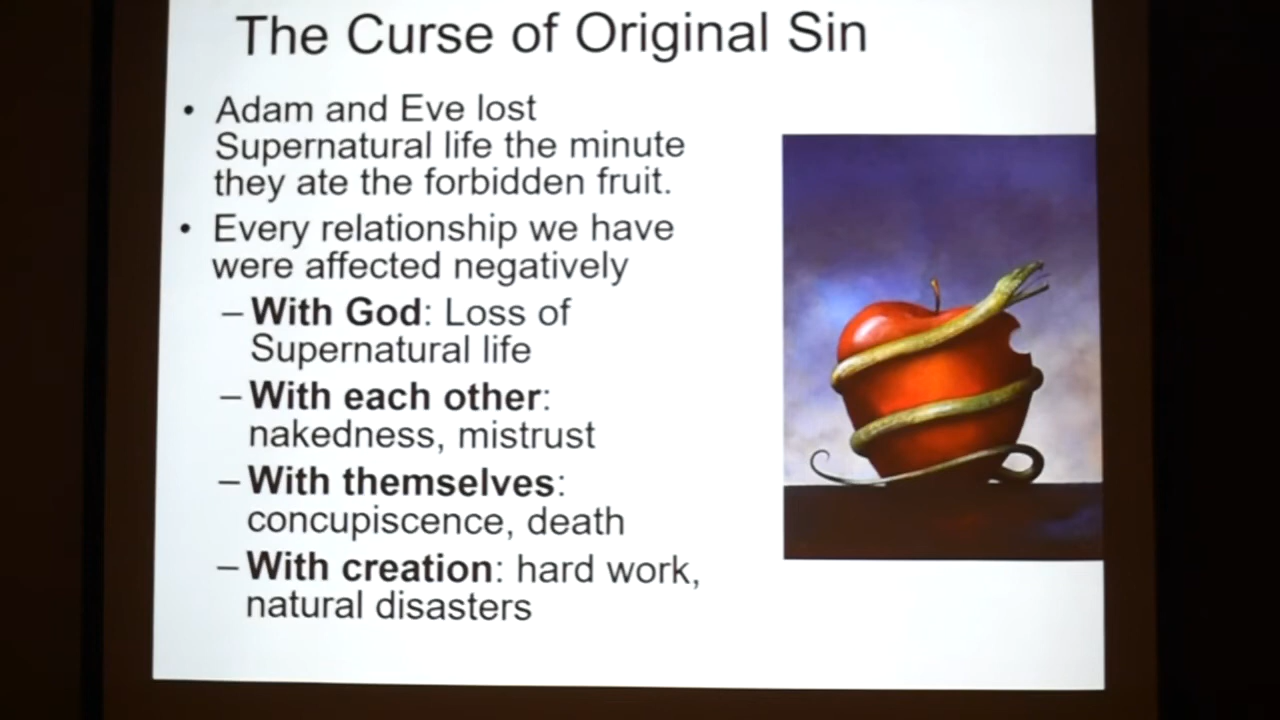 The Curse of Original Sin
• Adam and Eve lost
Supernatural life the minute
they ate the forbidden fruit.
• Every relationship we have
were affected negatively
– With God: Loss of
Supernatural life
– With each other:
nakedness, mistrust
– With themselves:
concupiscence, death
– With creation: hard work,
natural disasters